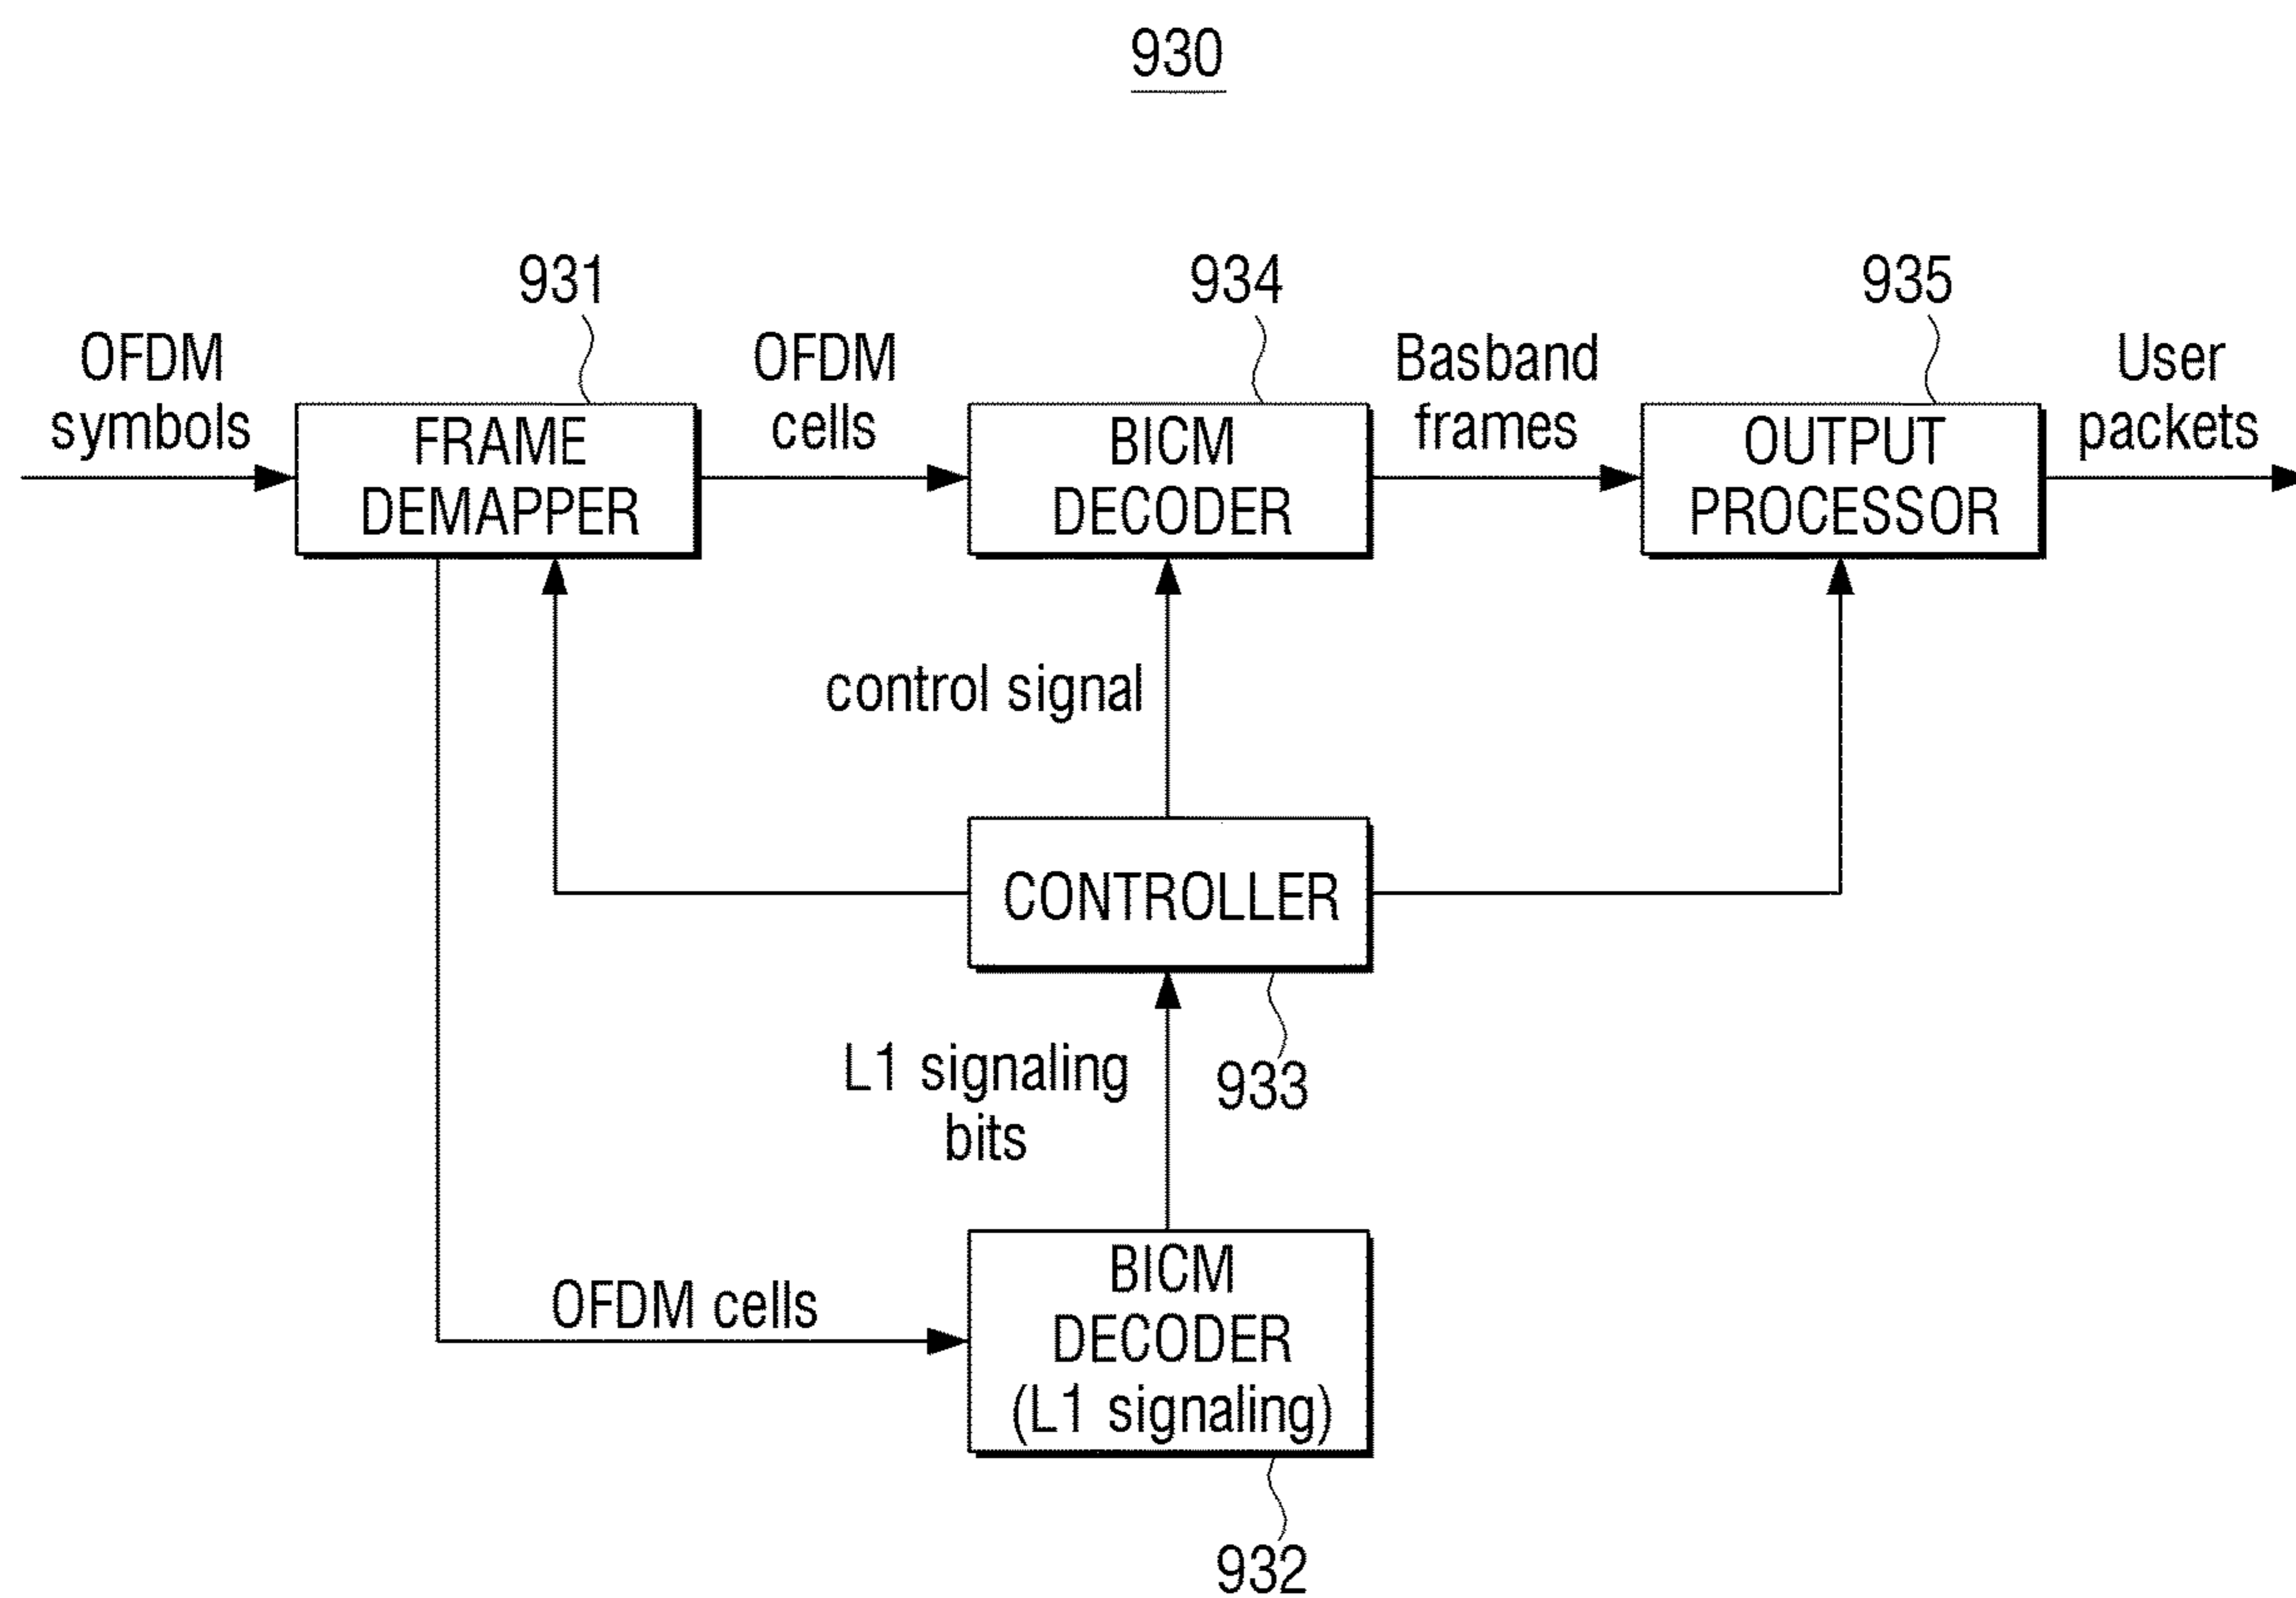 930
931
934
935
OFDM
symbols
OFDM
cells
Basband
frames
User
packets
FRAME
DEMAPPER
BICM
DECODER
OUTPUT
PROCESSOR
control signal
CONTROLLER
L1 signaling
bits
933
OFDM cells
BICM
DECODER
(L1 signaling)
932